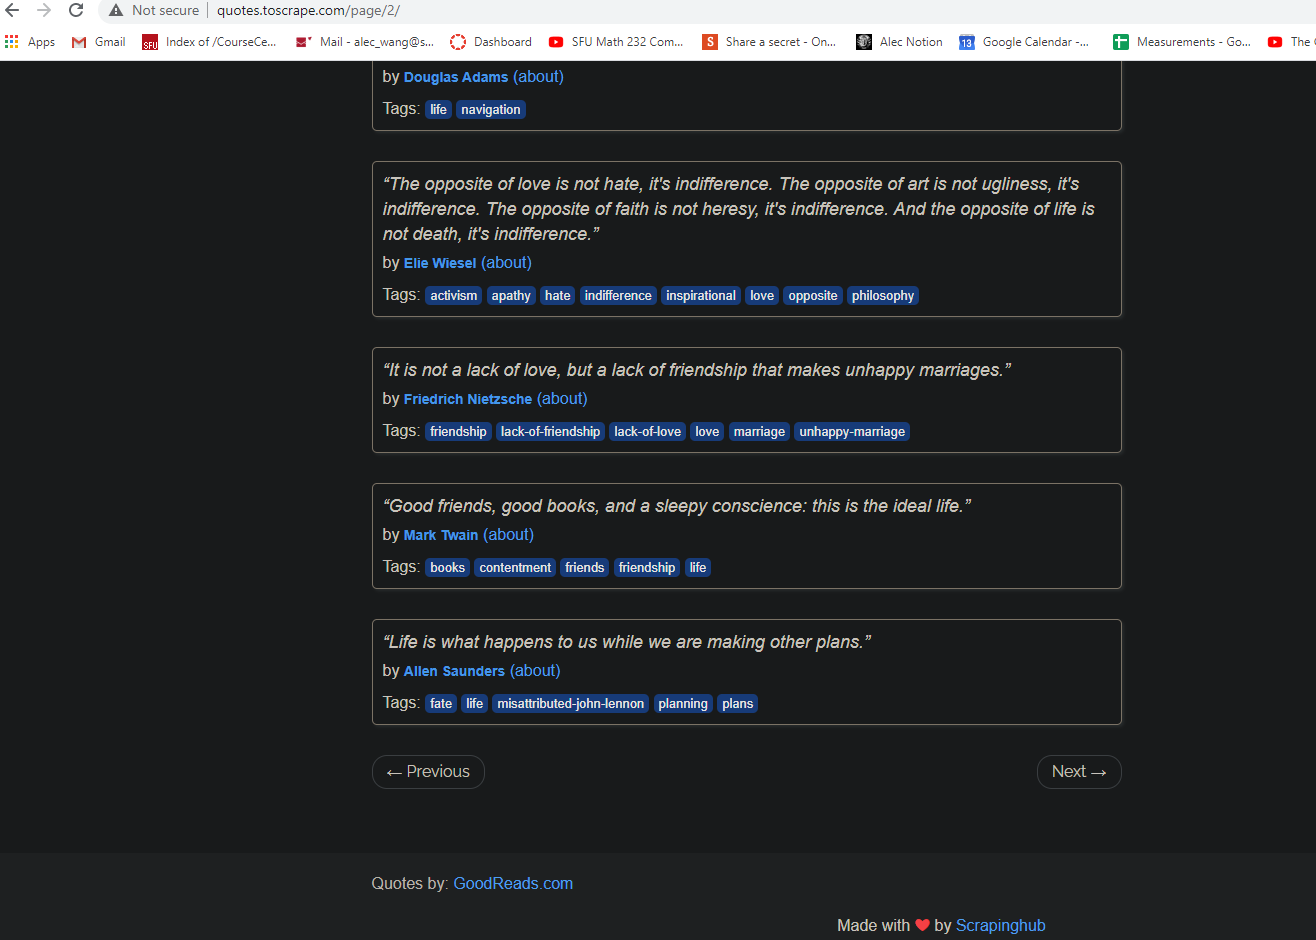 Not secure | quotes.toscrape.com/page/2/
Apps Gmail Index of /CourseCe... Mail - alec_wang@s... Dashboard SFU Math 232 Com... Share a secret - On... Alec Notion Google Calendar -... Measurements - Go... The
by Douglas Adams (about)
Tags: life navigation
“The opposite of love is not hate, it's indifference. The opposite of art is not ugliness, it's
indifference. The opposite of faith is not heresy, it's indifference. And the opposite of life is
not death, it's indifference.”
by Elie Wiesel (about)
Tags: activism apathy hate indifference inspirational love opposite philosophy
“It is not a lack of love, but a lack of friendship that makes unhappy marriages.”
by Friedrich Nietzsche (about)
Tags: friendship lack-of-friendship lack-of-love love marriage unhappy-marriage
“Good friends, good books, and a sleepy conscience: this is the ideal life.”
by Mark Twain (about)
Tags: books contentment friends friendship life
“Life is what happens to us while we are making other plans.”
by Allen Saunders (about)
Tags: fate life misattributed-john-lennon planning plans
← Previous Next →
Quotes by: GoodReads.com
Made with ❤ by Scrapinghub